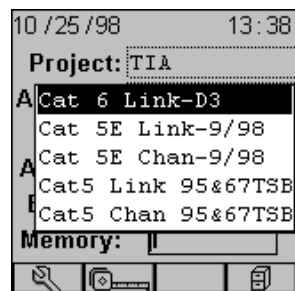 10/25/98 13:38
Project: TIA
A
Cat 6 Link-D3
Cat 5E Link-9/98
Cat 5E Chan-9/98
A
Cat5 Link 95&67TSB
Cat5 Chan 95&67TSB
Memory: